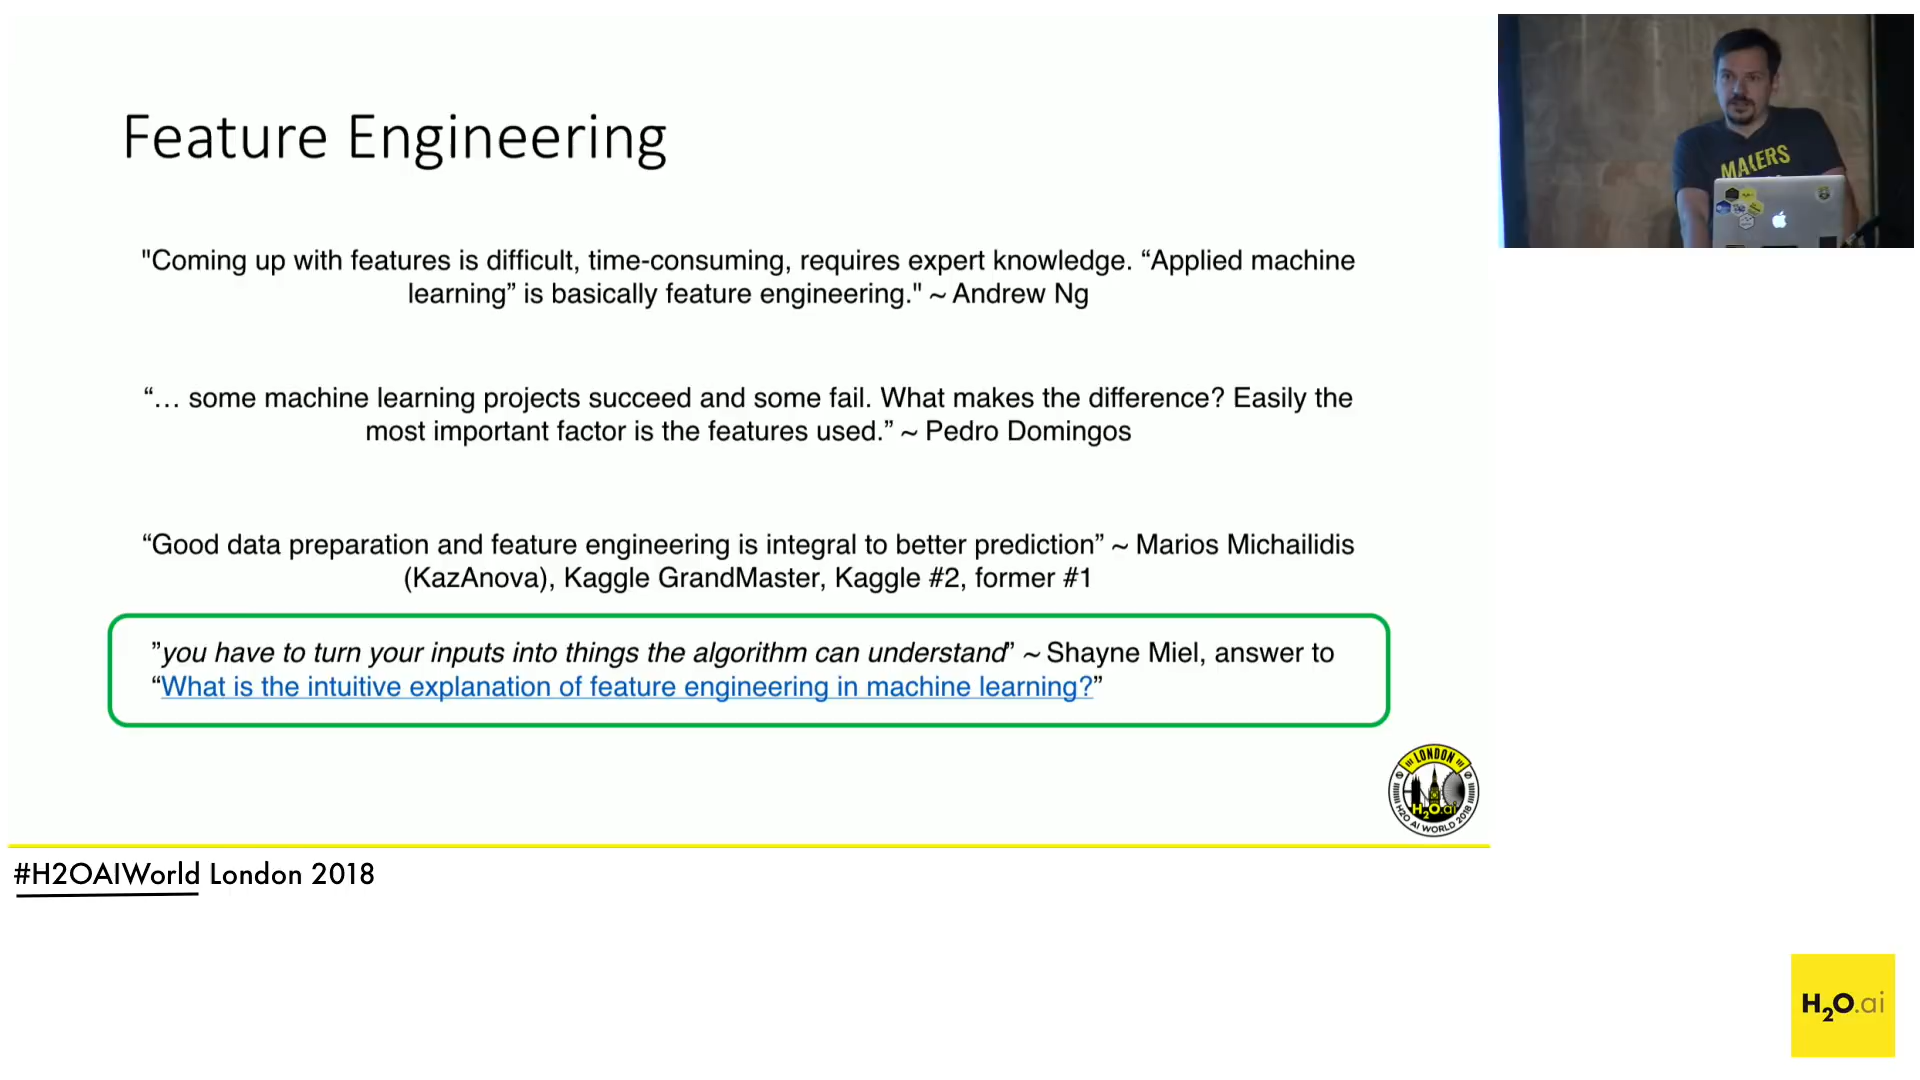 Feature Engineering
"Coming up with features is difficult, time-consuming, requires expert knowledge. “Applied machine
learning” is basically feature engineering." ~ Andrew Ng
“… some machine learning projects succeed and some fail. What makes the difference? Easily the
most important factor is the features used.” ~ Pedro Domingos
“Good data preparation and feature engineering is integral to better prediction” ~ Marios Michailidis
(KazAnova), Kaggle GrandMaster, Kaggle #2, former #1
”you have to turn your inputs into things the algorithm can understand” ~ Shayne Miel, answer to
“What is the intuitive explanation of feature engineering in machine learning?”
MAKERS
LONDON
H2O.ai
H2O AI WORLD 2018
#H2OAIWorld London 2018
H2O.ai